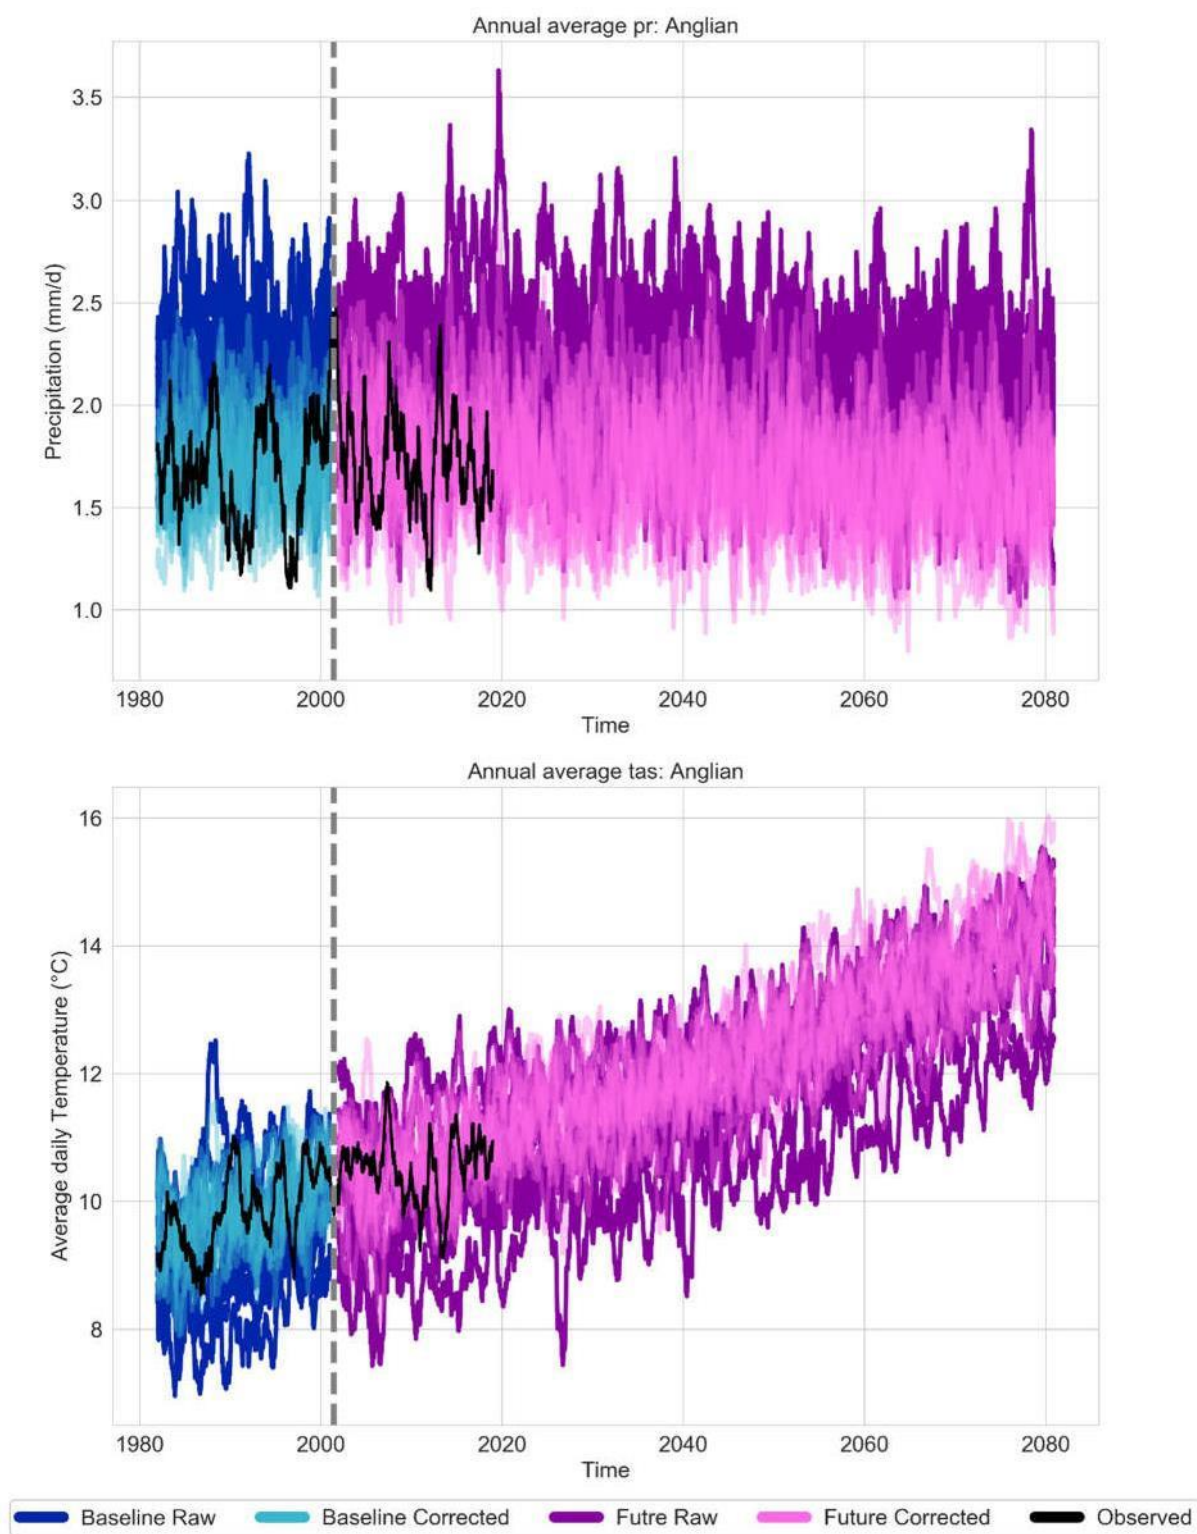 Annual average pr: Anglian
Precipitation (mm/d)
3.5
3.0
2.5
2.0
1.5
1.0
1980 2000 2020 2040 2060 2080
Time
Annual average tas: Anglian
Average daily Temperature (°C)
16
14
12
10
8
1980 2000 2020 2040 2060 2080
Time
Baseline Raw Baseline Corrected Futre Raw Future Corrected Observed